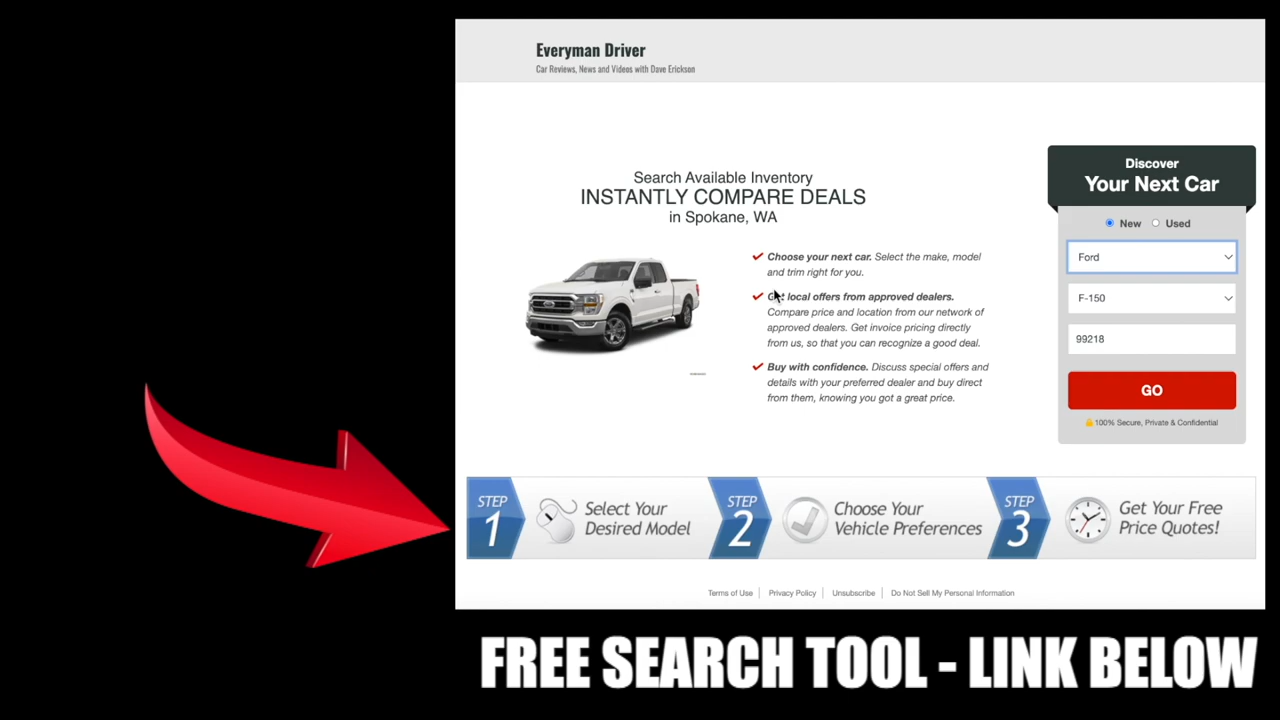 Everyman Driver
Car Reviews, News and Videos with Dave Erickson
Search Available Inventory
INSTANTLY COMPARE DEALS
in Spokane, WA
Choose your next car. Select the make, model
and trim right for you.
Get local offers from approved dealers.
Compare price and location from our network of
approved dealers. Get invoice pricing directly
from us, so that you can recognize a good deal.
Buy with confidence. Discuss special offers and
details with your preferred dealer and buy direct
from them, knowing you got a great price.
Discover
Your Next Car
New Used
Ford
F-150
99218
GO
100% Secure, Private & Confidential
STEP
1
Select Your
Desired Model
STEP
2
Choose Your
Vehicle Preferences
STEP
3
Get Your Free
Price Quotes!
Terms of Use | Privacy Policy | Unsubscribe | Do Not Sell My Personal Information
FREE SEARCH TOOL - LINK BELOW